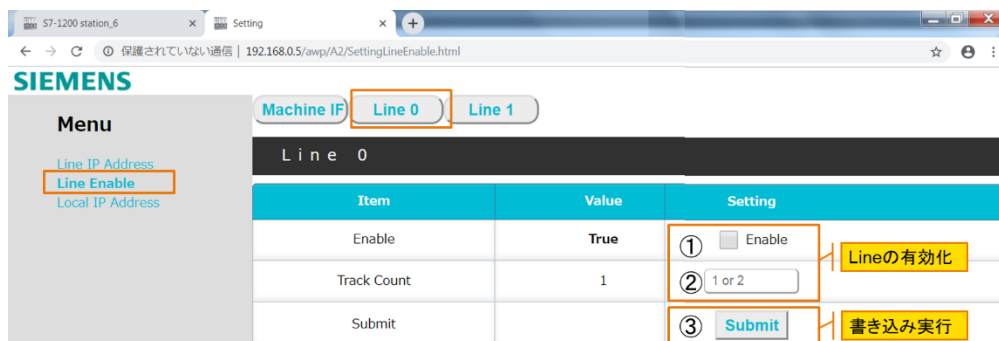 S7-1200 station_6
Setting
保護されていない通信 | 192.168.0.5/awp/A2/SettingLineEnable.html
SIEMENS
Menu
Line IP Address
Line Enable
Local IP Address
Machine IF
Line 0
Line 1
Line 0
Item Value Setting
Enable True ① Enable
Lineの有効化
Track Count 1 ② 1 or 2
Submit ③ Submit
書き込み実行